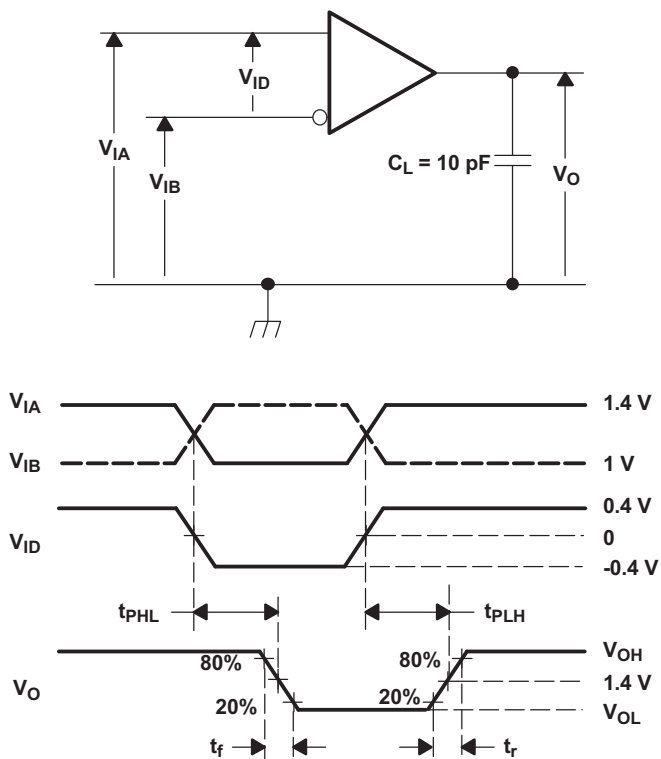 V_ID
V_IA
V_IB
C_L = 10 pF
V_O
V_IA
1.4 V
V_IB
1 V
0.4 V
V_ID
0
-0.4 V
t_PHL
t_PLH
V_OH
80%
80%
V_O
1.4 V
20%
20%
V_OL
t_f
t_r